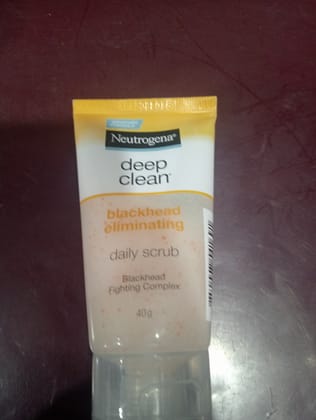 Neutrogena®
deep
clean®
blackhead
eliminating
daily scrub
Blackhead
Fighting Complex
40g